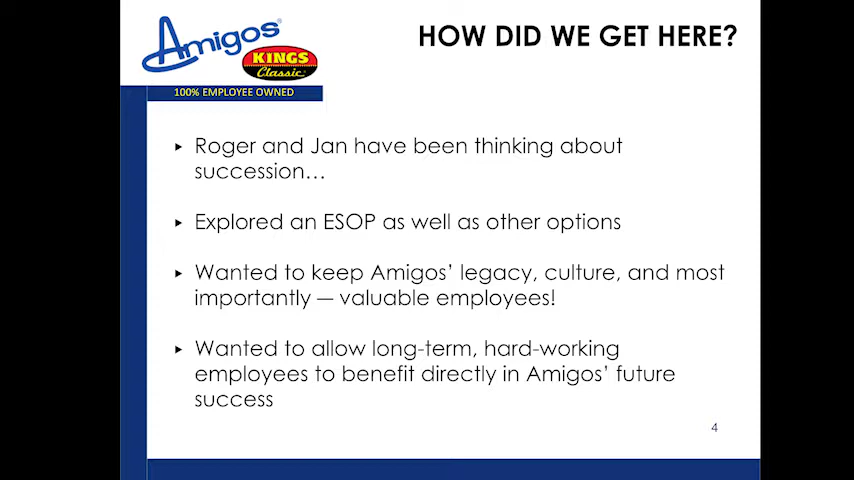 Amigos®
KINGS
Classic
100% EMPLOYEE OWNED
HOW DID WE GET HERE?
▸ Roger and Jan have been thinking about
succession…
▸ Explored an ESOP as well as other options
▸ Wanted to keep Amigos’ legacy, culture, and most
importantly — valuable employees!
▸ Wanted to allow long-term, hard-working
employees to benefit directly in Amigos’ future
success
4